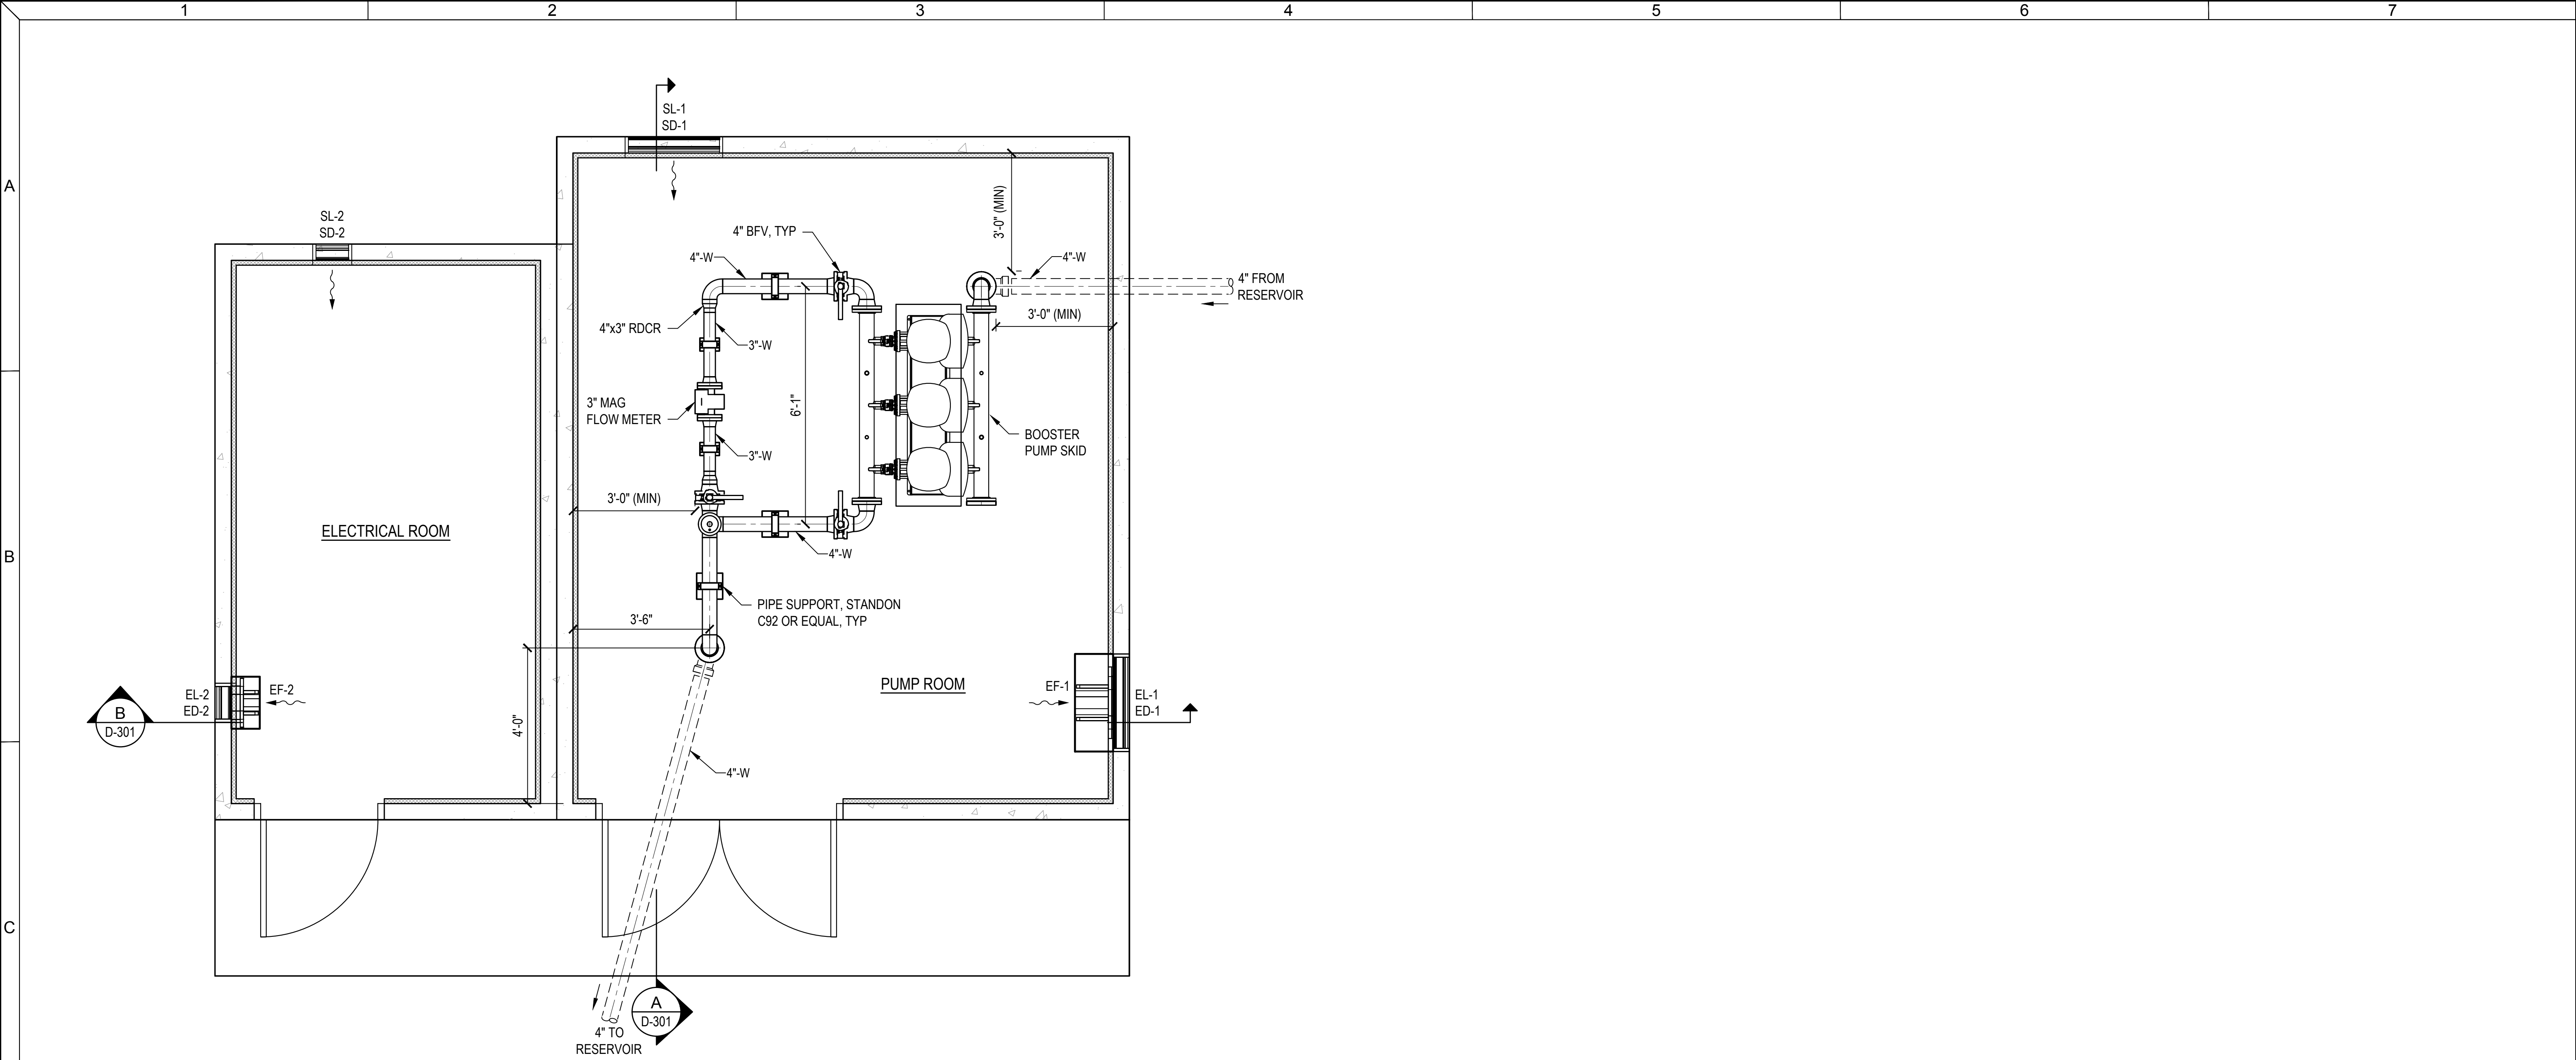 1
2
3
4
5
6
7
A
B
C
SL-1
SD-1
SL-2
SD-2
4" BFV, TYP
4"-W
3'-0" (MIN)
4"-W
4" FROM
RESERVOIR
3'-0" (MIN)
4"x3" RDCR
3"-W
3" MAG
FLOW METER
6'-1"
BOOSTER
PUMP SKID
3"-W
3'-0" (MIN)
ELECTRICAL ROOM
4"-W
PIPE SUPPORT, STANDON
C92 OR EQUAL, TYP
3'-6"
PUMP ROOM
EF-1
EL-1
ED-1
EL-2
ED-2
EF-2
B
D-301
4'-0"
4"-W
A
D-301
4" TO
RESERVOIR